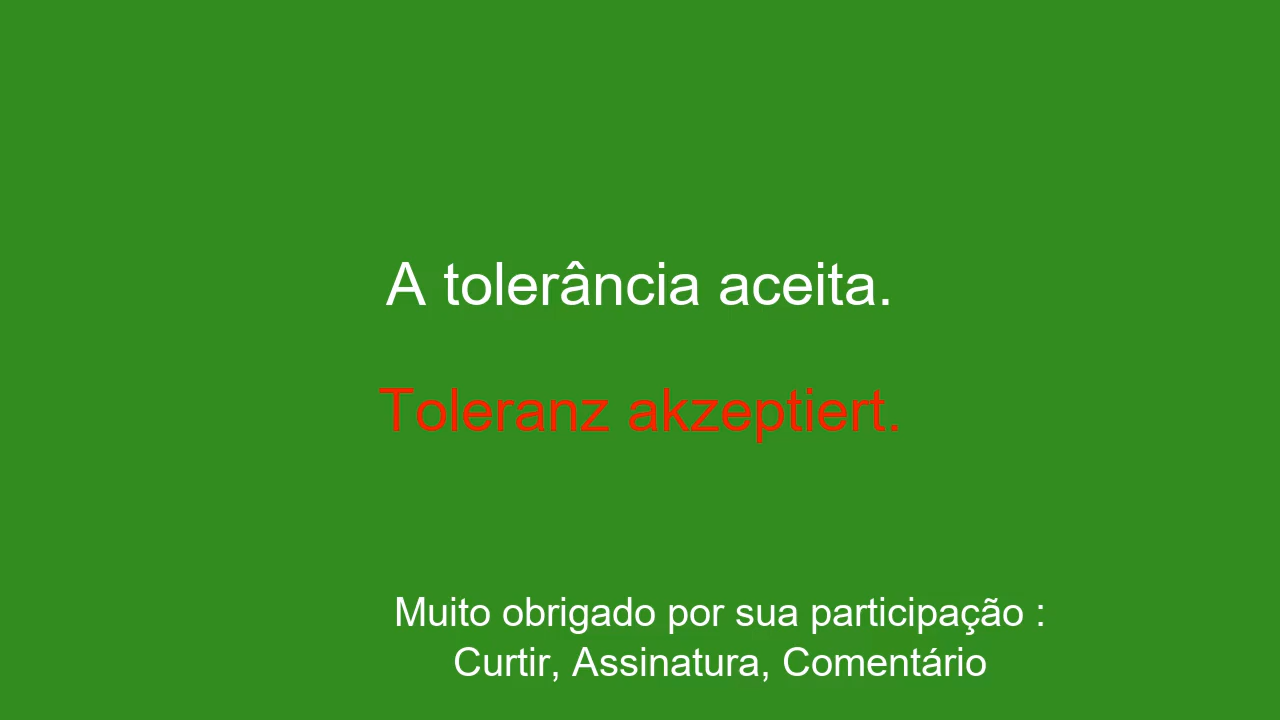 A tolerância aceita.
Toleranz akzeptiert.
Muito obrigado por sua participação :
Curtir, Assinatura, Comentário